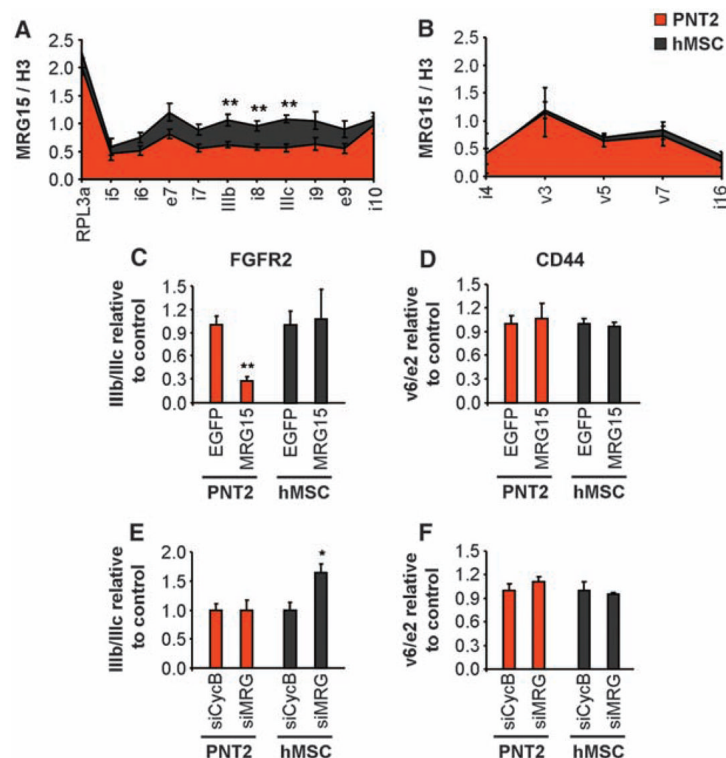 A
B
PNT2
hMSC
MRG15 / H3
2.5
2.0
1.5
1.0
0.5
0.0
** ** **
RPL3a
i5
i6
e7
i7
IIIb
i8
IIIc
i9
e9
i10
MRG15 / H3
2.5
2.0
1.5
1.0
0.5
0.0
i4
v3
v5
v7
i16
C
FGFR2
IIIb/IIIc relative
to control
1.5
1.2
0.9
0.6
0.3
0.0
**
EGFP
MRG15
EGFP
MRG15
PNT2
hMSC
D
CD44
v6/e2 relative
to control
1.5
1.2
0.9
0.6
0.3
0.0
EGFP
MRG15
EGFP
MRG15
PNT2
hMSC
E
IIIb/IIIc relative
to control
2.0
1.5
1.0
0.5
0.0
*
siCycB
siMRG
siCycB
siMRG
PNT2
hMSC
F
v6/e2 relative
to control
1.5
1.2
0.9
0.6
0.3
0.0
siCycB
siMRG
siCycB
siMRG
PNT2
hMSC